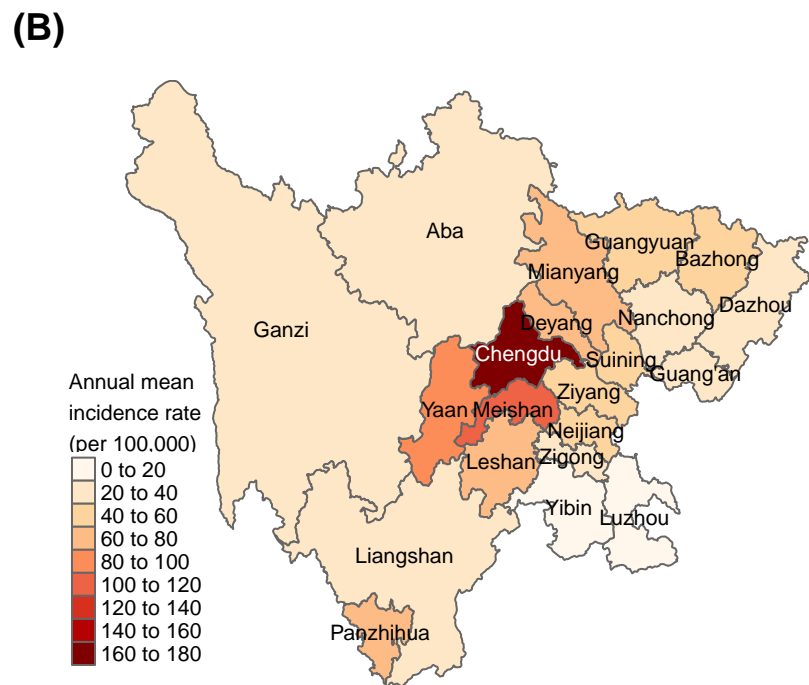 (B)
Aba
Guangyuan
Bazhong
Mianyang
Dazhou
Nanchong
Deyang
Ganzi
Chengdu
Suining
Guang'an
Ziyang
Yaan
Meishan
Neijiang
Leshan
Zigong
Yibin
Luzhou
Liangshan
Panzhihua
Annual mean
incidence rate
(per 100,000)
0 to 20
20 to 40
40 to 60
60 to 80
80 to 100
100 to 120
120 to 140
140 to 160
160 to 180